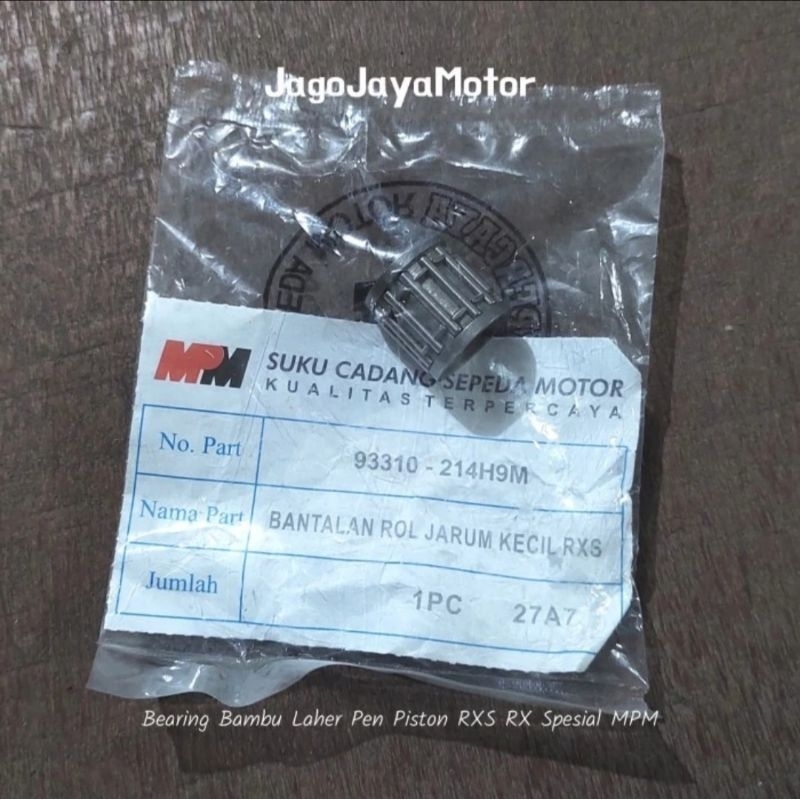 JagoJayaMotor
MOTOR
MPM SUKU CADANG SEPEDA MOTOR
KUALITAS TERPERCAYA
No. Part 93310 - 214H9M
Nama Part BANTALAN ROL JARUM KECIL RXS
Jumlah 1PC 27A7
Bearing Bambu Laher Pen Piston RXS RX Spesial MPM